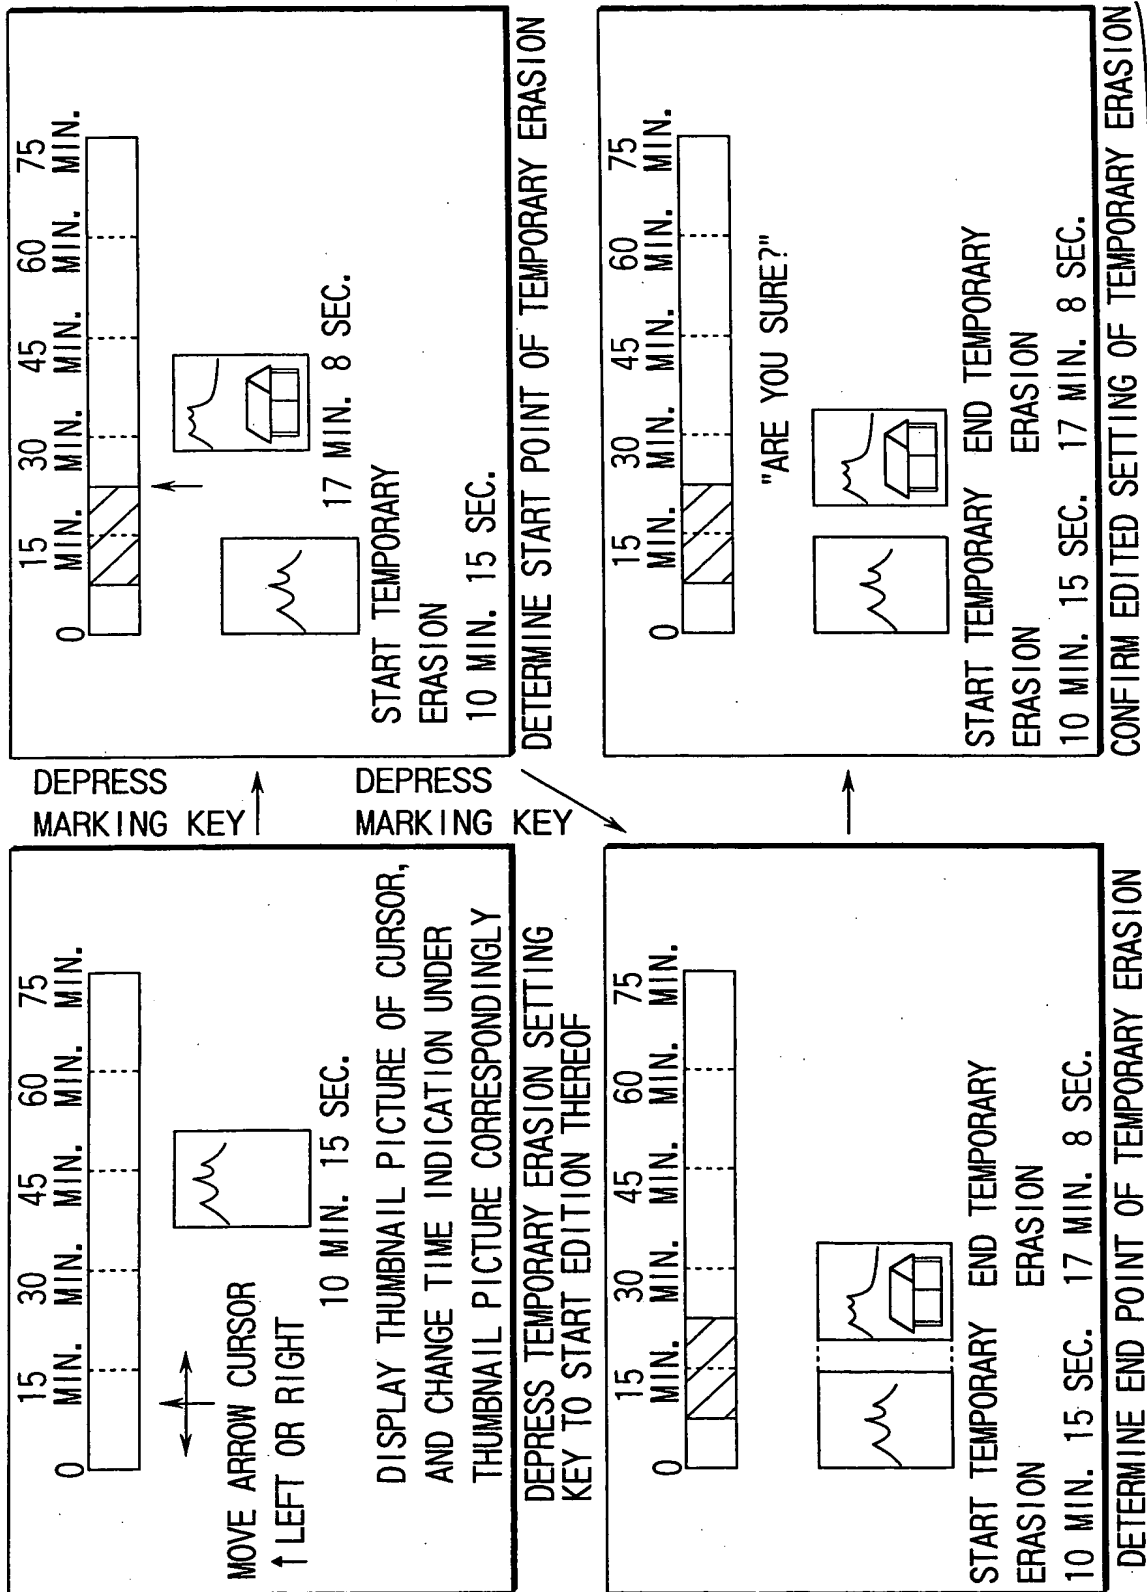 0 15 30 45 60 75
MIN. MIN. MIN. MIN. MIN.
MOVE ARROW CURSOR
↑ LEFT OR RIGHT
10 MIN. 15 SEC.
DISPLAY THUMBNAIL PICTURE OF CURSOR,
AND CHANGE TIME INDICATION UNDER
THUMBNAIL PICTURE CORRESPONDINGLY
DEPRESS TEMPORARY ERASION SETTING
KEY TO START EDITION THEREOF
DEPRESS
MARKING KEY
0 15 30 45 60 75
MIN. MIN. MIN. MIN. MIN.
17 MIN. 8 SEC.
START TEMPORARY
ERASION
10 MIN. 15 SEC.
DETERMINE START POINT OF TEMPORARY ERASION
DEPRESS
MARKING KEY
0 15 30 45 60 75
MIN. MIN. MIN. MIN. MIN.
START TEMPORARY END TEMPORARY
ERASION ERASION
10 MIN. 15 SEC. 17 MIN. 8 SEC.
DETERMINE END POINT OF TEMPORARY ERASION
0 15 30 45 60 75
MIN. MIN. MIN. MIN. MIN.
"ARE YOU SURE?"
START TEMPORARY END TEMPORARY
ERASION ERASION
10 MIN. 15 SEC. 17 MIN. 8 SEC.
CONFIRM EDITED SETTING OF TEMPORARY ERASION